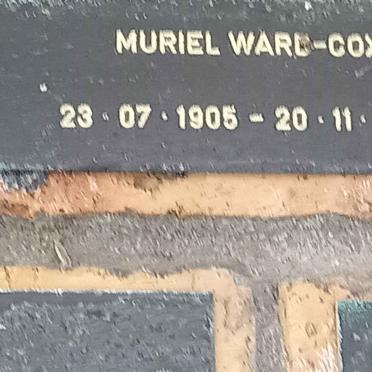 MURIEL WARD-COX
23 · 07 · 1905 - 20 · 11 ·